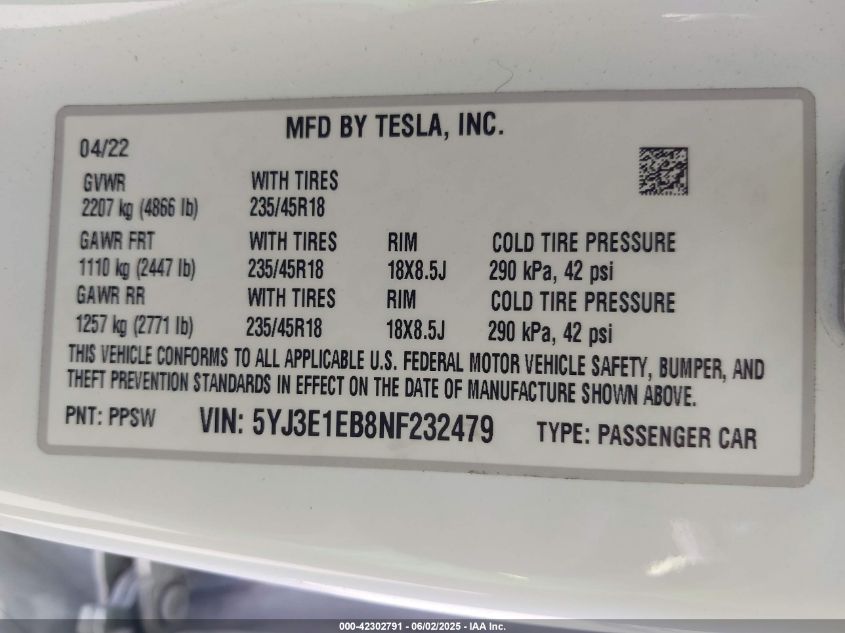 MFD BY TESLA, INC.
04/22
GVWR WITH TIRES
2207 kg (4866 lb) 235/45R18
GAWR FRT WITH TIRES RIM COLD TIRE PRESSURE
1110 kg (2447 lb) 235/45R18 18X8.5J 290 kPa, 42 psi
GAWR RR WITH TIRES RIM COLD TIRE PRESSURE
1257 kg (2771 lb) 235/45R18 18X8.5J 290 kPa, 42 psi
THIS VEHICLE CONFORMS TO ALL APPLICABLE U.S. FEDERAL MOTOR VEHICLE SAFETY, BUMPER, AND
THEFT PREVENTION STANDARDS IN EFFECT ON THE DATE OF MANUFACTURE SHOWN ABOVE.
PNT: PPSW VIN: 5YJ3E1EB8NF232479 TYPE: PASSENGER CAR
000-42302791 - 06/02/2025 - IAA Inc.